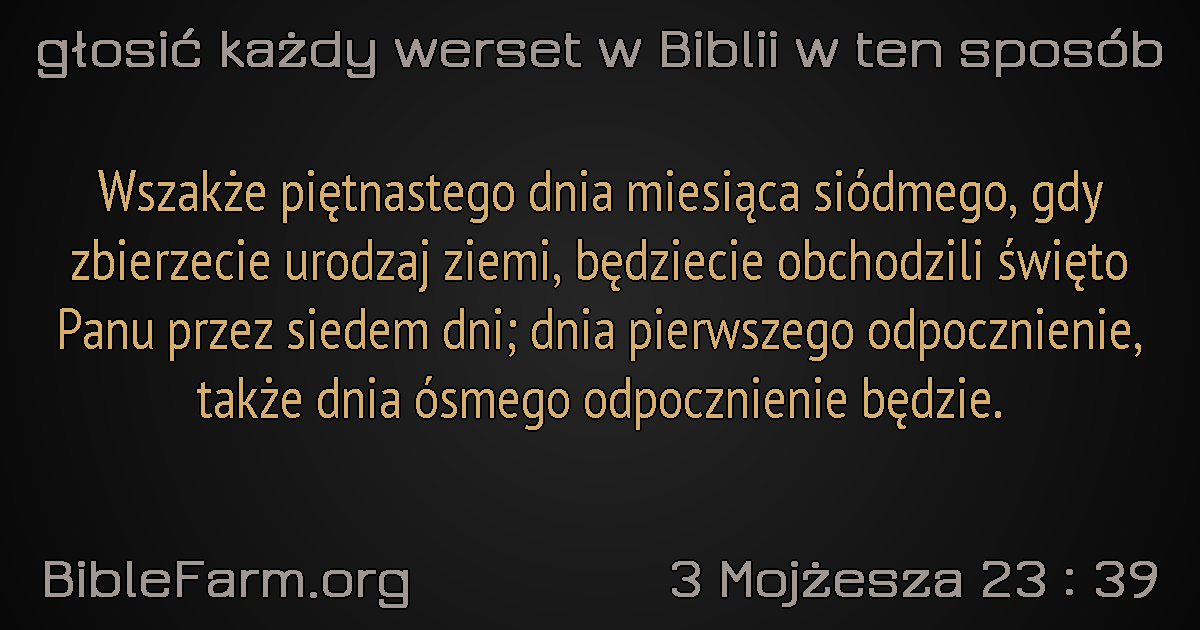 głosić każdy werset w Biblii w ten sposób
Wszakże piętnastego dnia miesiąca siódmego, gdy
zbierzecie urodzaj ziemi, będziecie obchodzili święto
Panu przez siedem dni; dnia pierwszego odpocznienie,
także dnia ósmego odpocznienie będzie.
BibleFarm.org
3 Mojżesza 23 : 39